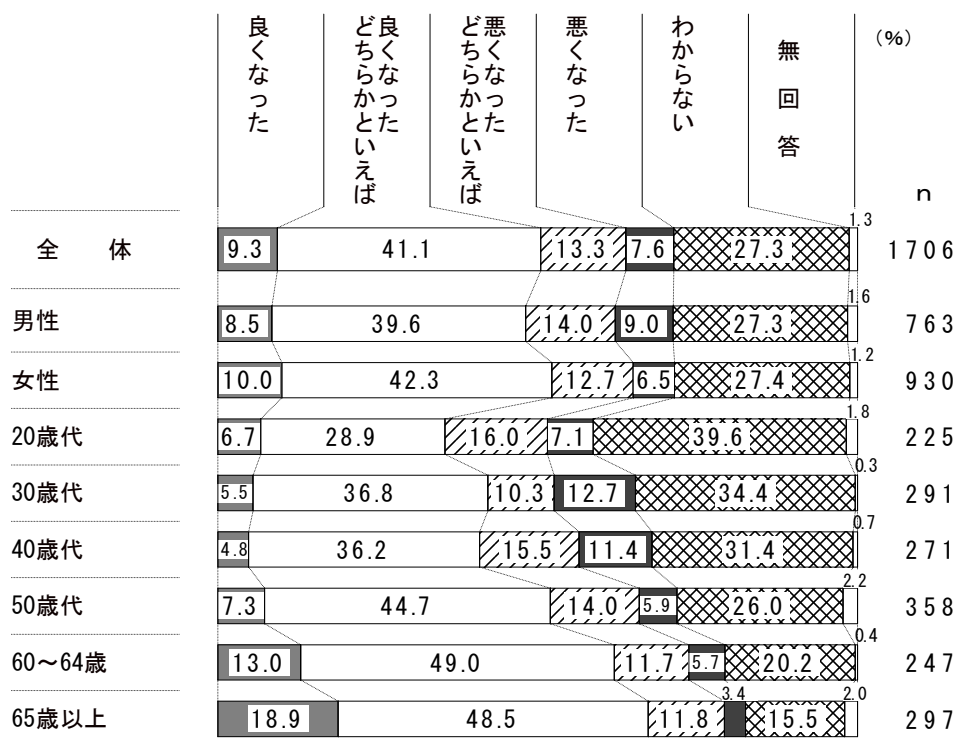 良くなった
どちらかといえば
良くなった
どちらかといえば
悪くなった
悪くなった
わからない
無回答
（%）
n
全　体 9.3 41.1 13.3 7.6 27.3 1.3 1706
男性 8.5 39.6 14.0 9.0 27.3 1.6 763
女性 10.0 42.3 12.7 6.5 27.4 1.2 930
20歳代 6.7 28.9 16.0 7.1 39.6 1.8 225
30歳代 5.5 36.8 10.3 12.7 34.4 0.3 291
40歳代 4.8 36.2 15.5 11.4 31.4 0.7 271
50歳代 7.3 44.7 14.0 5.9 26.0 2.2 358
60～64歳 13.0 49.0 11.7 5.7 20.2 0.4 247
65歳以上 18.9 48.5 11.8 3.4 15.5 2.0 297